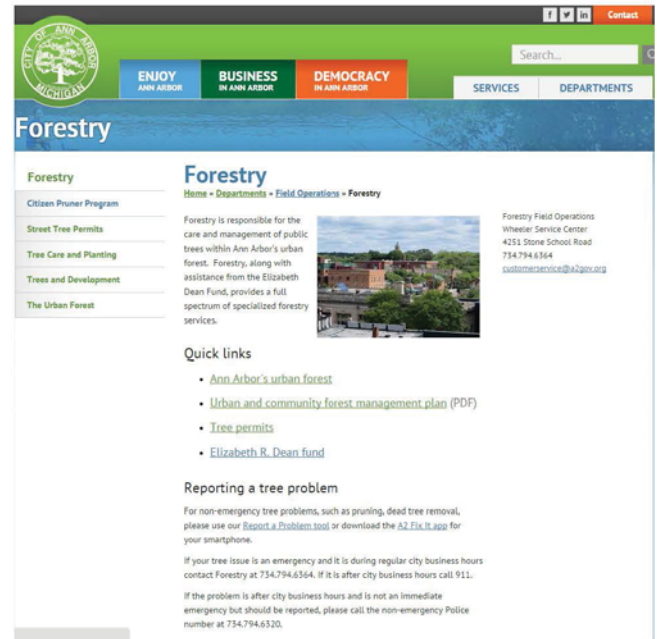 f in Contact
CITY OF ANN ARBOR
MICHIGAN
Search...
ENJOY
ANN ARBOR
BUSINESS
IN ANN ARBOR
DEMOCRACY
IN ANN ARBOR
SERVICES DEPARTMENTS
Forestry
Forestry
Citizen Pruner Program
Street Tree Permits
Tree Care and Planting
Trees and Development
The Urban Forest
Forestry
Home » Departments » Field Operations » Forestry
Forestry is responsible for the
care and management of public
trees within Ann Arbor's urban
forest. Forestry, along with
assistance from the Elizabeth
Dean Fund, provides a full
spectrum of specialized forestry
services.
Forestry Field Operations
Wheeler Service Center
4251 Stone School Road
734.794.6364
customerservice@a2gov.org
Quick links
• Ann Arbor's urban forest
• Urban and community forest management plan (PDF)
• Tree permits
• Elizabeth R. Dean fund
Reporting a tree problem
For non-emergency tree problems, such as pruning, dead tree removal,
please use our Report a Problem tool or download the A2 Fix It app for
your smartphone.
If your tree issue is an emergency and it is during regular city business hours
contact Forestry at 734.794.6364. If it is after city business hours call 911.
If the problem is after city business hours and is not an immediate
emergency but should be reported, please call the non-emergency Police
number at 734.794.6320.